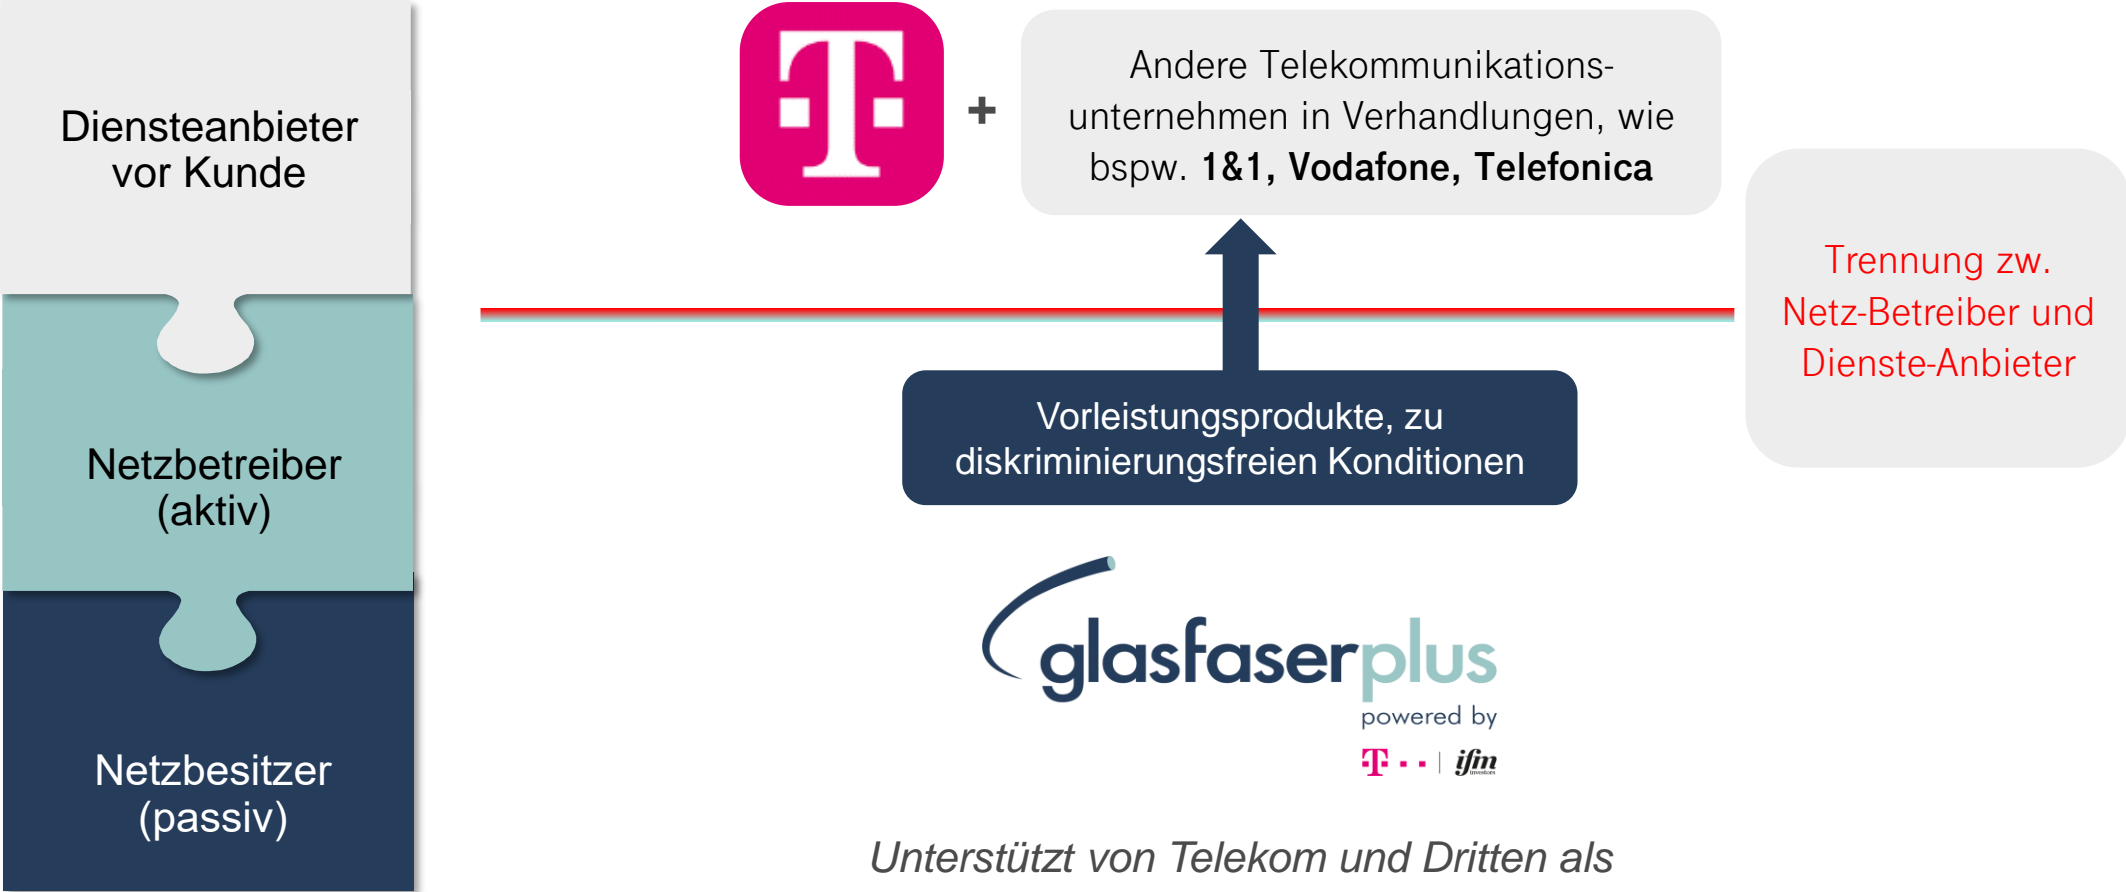 Diensteanbieter
vor Kunde
T
+
Andere Telekommunikations-
unternehmen in Verhandlungen, wie
bspw. 1&1, Vodafone, Telefonica
Trennung zw.
Netz-Betreiber und
Dienste-Anbieter
Netzbetreiber
(aktiv)
Vorleistungsprodukte, zu
diskriminierungsfreien Konditionen
glasfaserplus
powered by
T | ifm
investors
Netzbesitzer
(passiv)
Unterstützt von Telekom und Dritten als